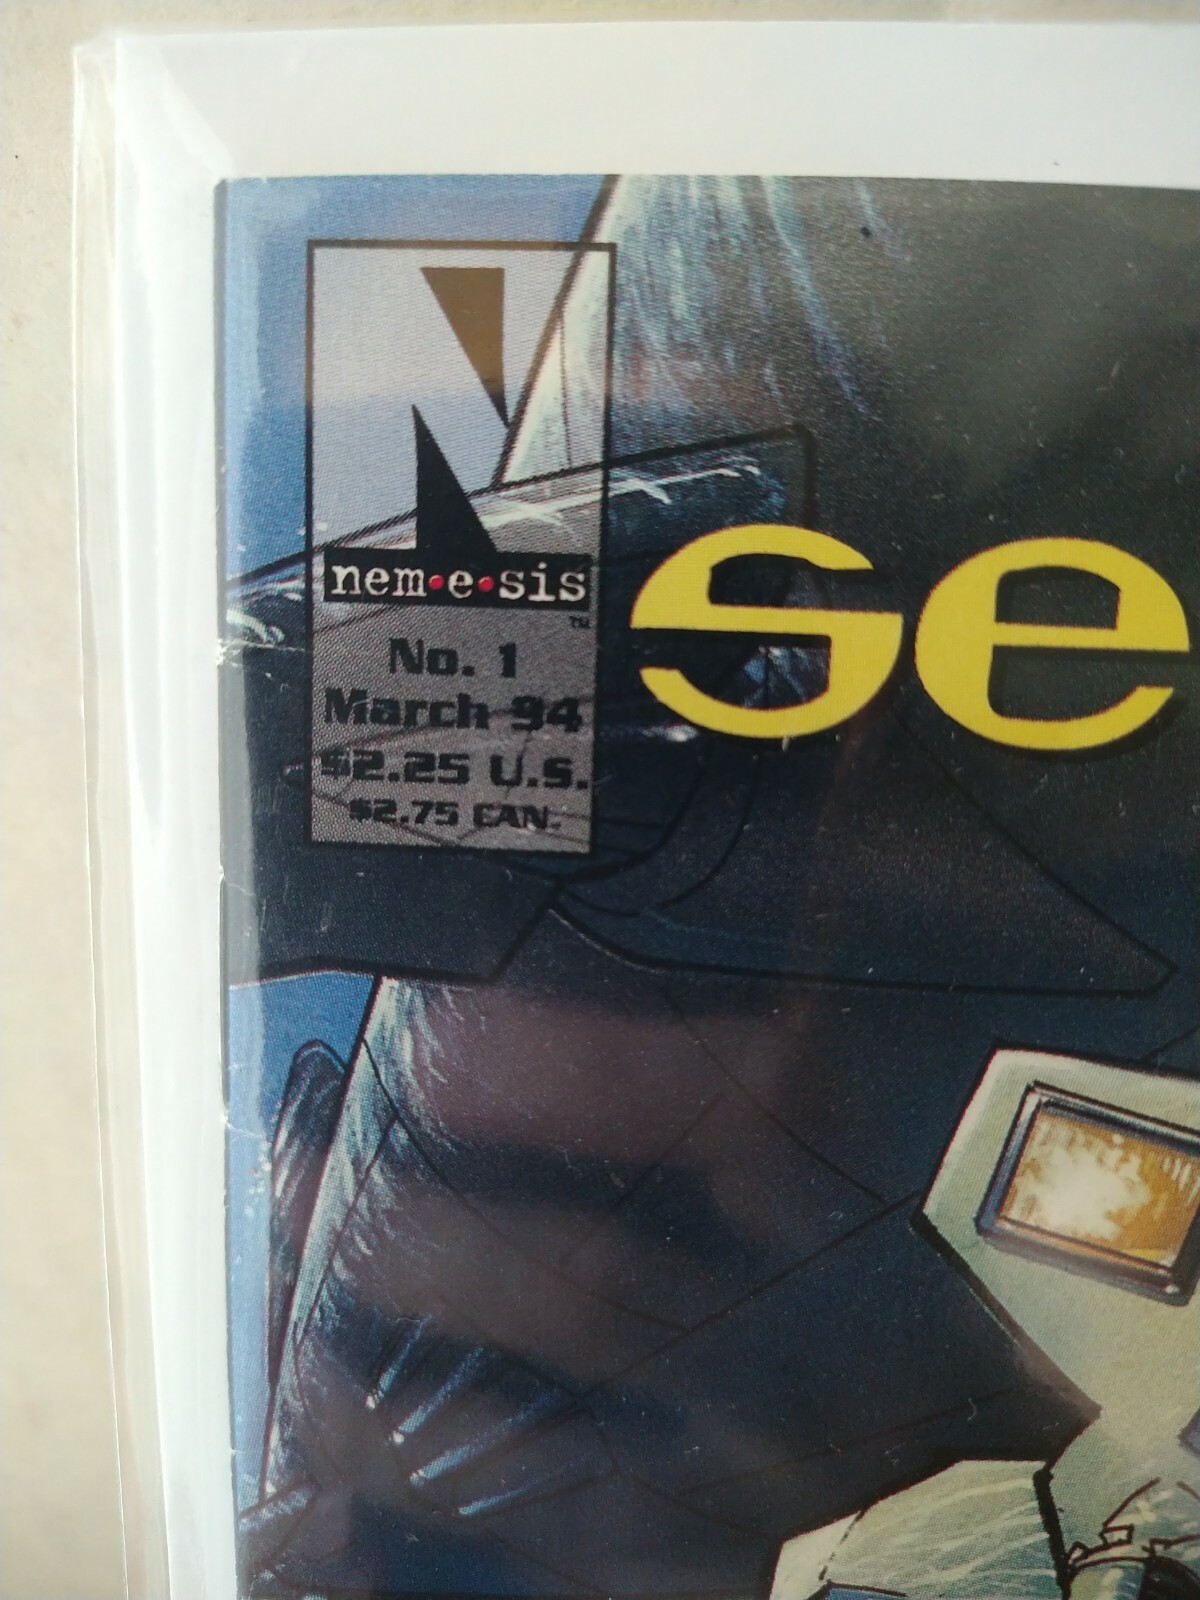 nem•e•sis
TM
No. 1
March 94
$2.25 U.S.
$2.75 CAN.
se